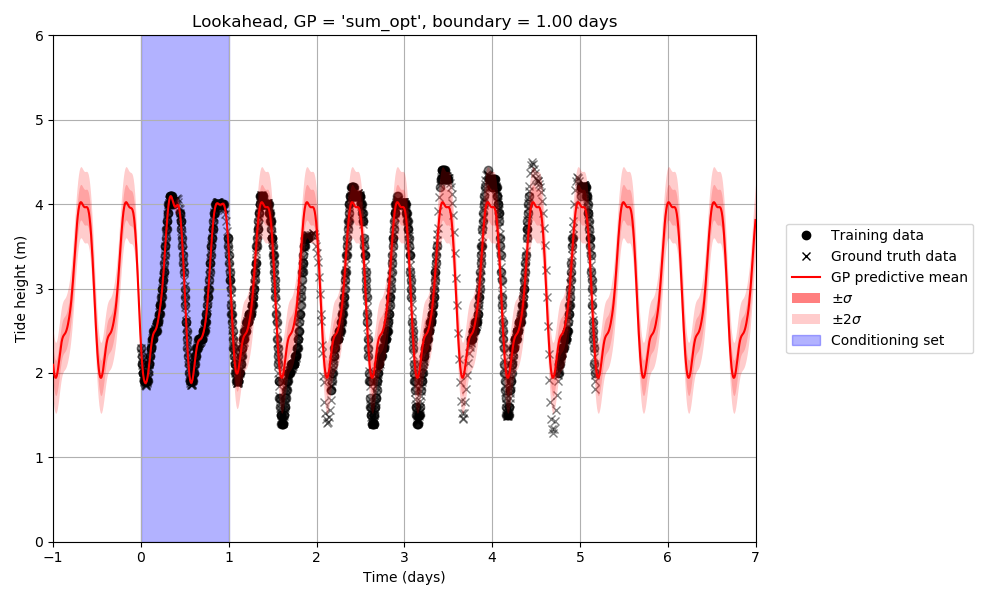 Lookahead, GP = 'sum_opt', boundary = 1.00 days
Tide height (m)
6
5
4
3
2
1
0
−1
0
1
2
3
4
5
6
7
Time (days)
Training data
Ground truth data
GP predictive mean
±σ
±2σ
Conditioning set